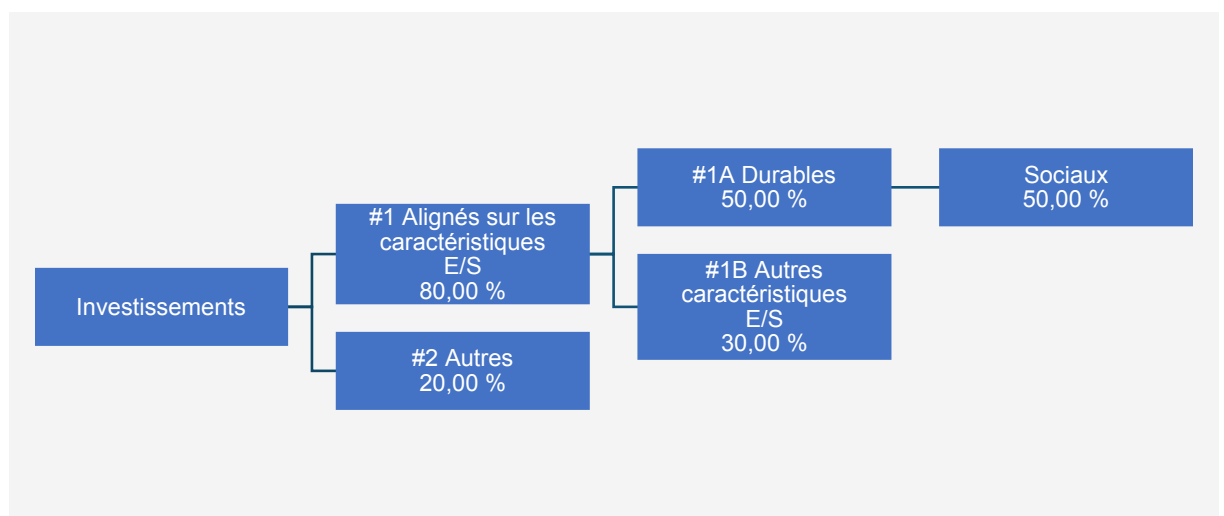 Investissements
#1 Alignés sur les
caractéristiques
E/S
80,00 %
#2 Autres
20,00 %
#1A Durables
50,00 %
#1B Autres
caractéristiques
E/S
30,00 %
Sociaux
50,00 %